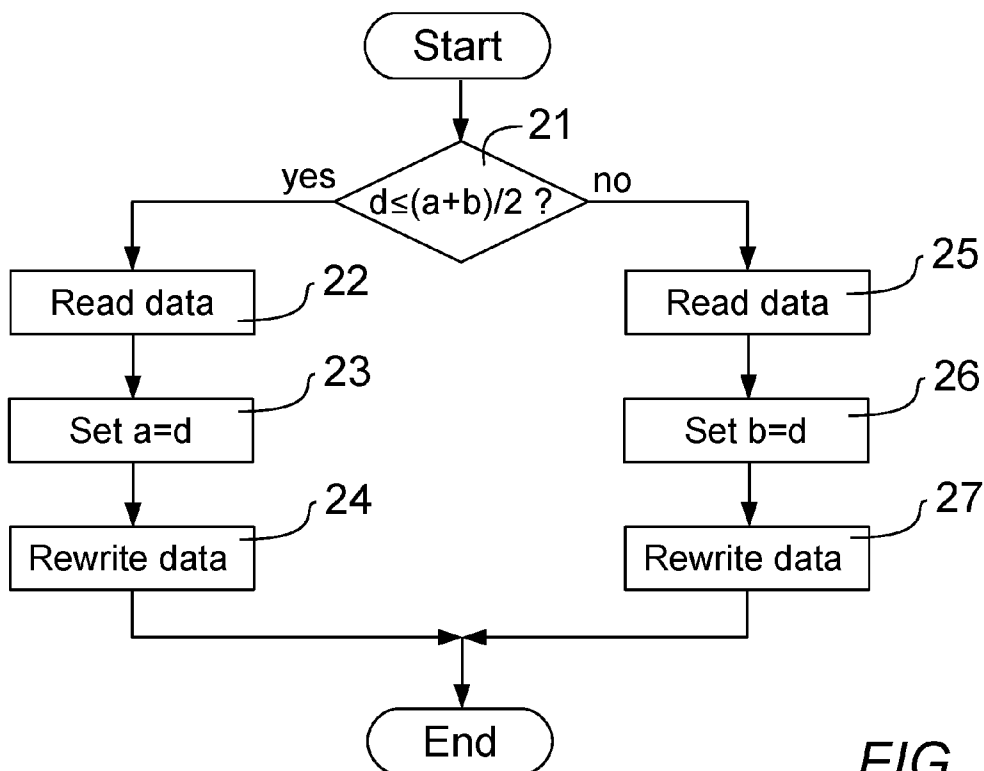 Start
21
yes
d≤(a+b)/2 ?
no
Read data
22
Read data
25
Set a=d
23
Set b=d
26
Rewrite data
24
Rewrite data
27
End
FIG